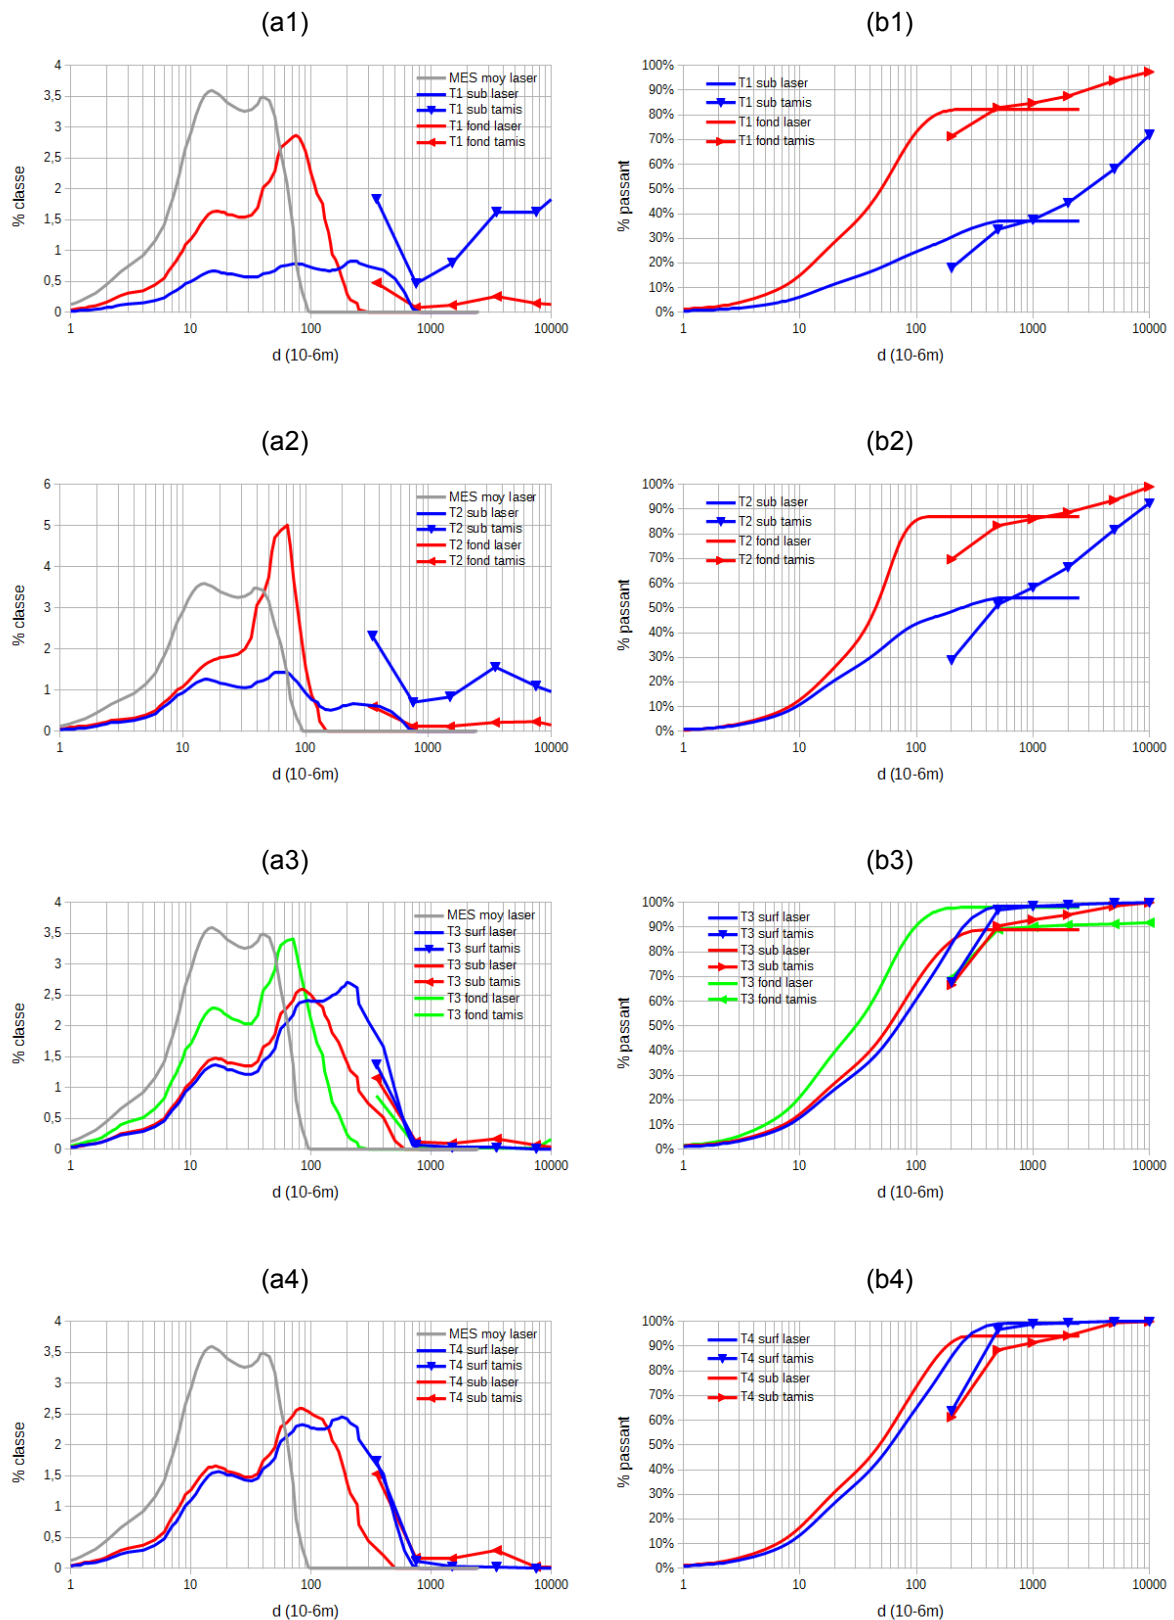 (a1)
4
3,5
3
2,5
2
1,5
1
0,5
0
% classe
MES moy laser
T1 sub laser
T1 sub tamis
T1 fond laser
T1 fond tamis
1
10
100
1000
10000
d (10-6m)
(b1)
100%
90%
80%
70%
60%
50%
40%
30%
20%
10%
0%
% passant
T1 sub laser
T1 sub tamis
T1 fond laser
T1 fond tamis
1
10
100
1000
10000
d (10-6m)
(a2)
6
5
4
3
2
1
0
% classe
MES moy laser
T2 sub laser
T2 sub tamis
T2 fond laser
T2 fond tamis
1
10
100
1000
10000
d (10-6m)
(b2)
100%
90%
80%
70%
60%
50%
40%
30%
20%
10%
0%
% passant
T2 sub laser
T2 sub tamis
T2 fond laser
T2 fond tamis
1
10
100
1000
10000
d (10-6m)
(a3)
4
3,5
3
2,5
2
1,5
1
0,5
0
% classe
MES moy laser
T3 surf laser
T3 surf tamis
T3 sub laser
T3 sub tamis
T3 fond laser
T3 fond tamis
1
10
100
1000
10000
d (10-6m)
(b3)
100%
90%
80%
70%
60%
50%
40%
30%
20%
10%
0%
% passant
T3 surf laser
T3 surf tamis
T3 sub laser
T3 sub tamis
T3 fond laser
T3 fond tamis
1
10
100
1000
10000
d (10-6m)
(a4)
4
3,5
3
2,5
2
1,5
1
0,5
0
% classe
MES moy laser
T4 surf laser
T4 surf tamis
T4 sub laser
T4 sub tamis
1
10
100
1000
10000
d (10-6m)
(b4)
100%
90%
80%
70%
60%
50%
40%
30%
20%
10%
0%
% passant
T4 surf laser
T4 surf tamis
T4 sub laser
T4 sub tamis
1
10
100
1000
10000
d (10-6m)